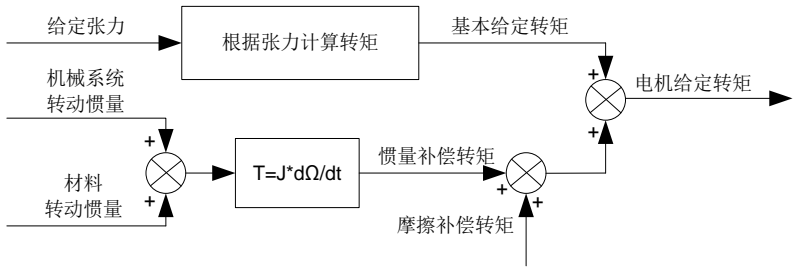 给定张力
根据张力计算转矩
基本给定转矩
机械系统
转动惯量
+
+
电机给定转矩
+
+
T=J*dΩ/dt
惯量补偿转矩
材料
转动惯量
+
+
+
摩擦补偿转矩